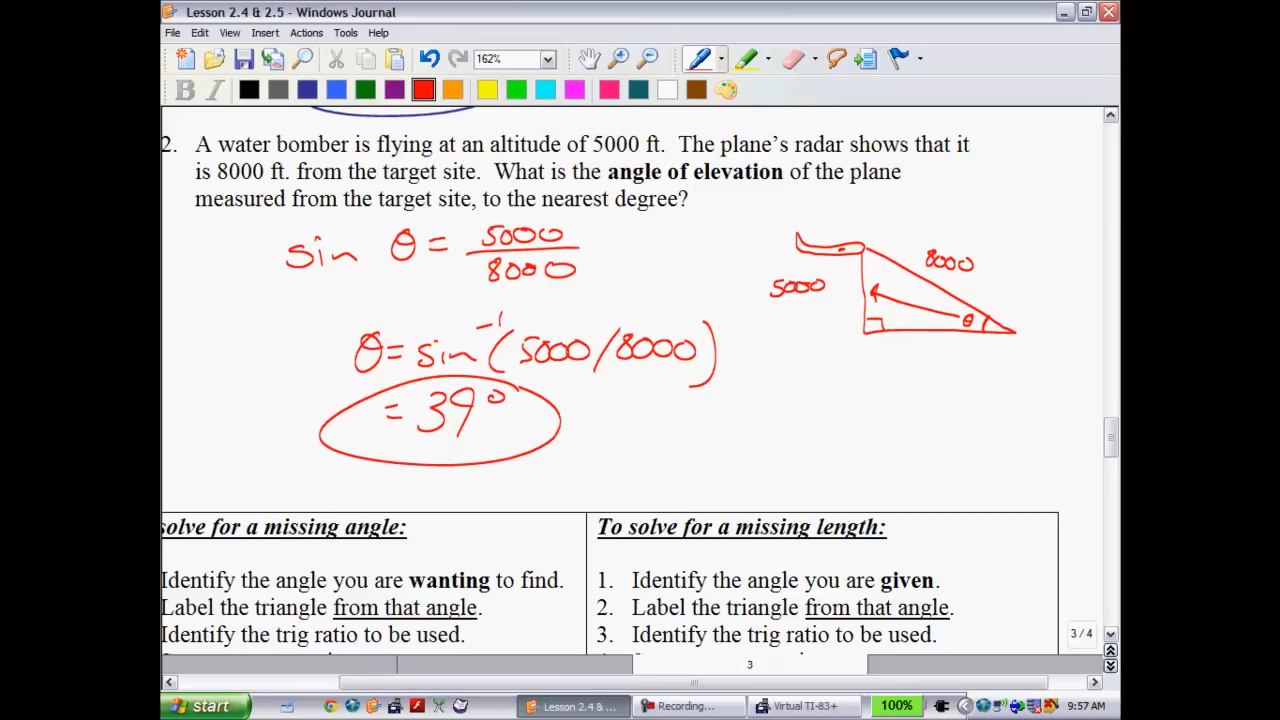 Lesson 2.4 & 2.5 - Windows Journal
File Edit View Insert Actions Tools Help
162%
B I
2. A water bomber is flying at an altitude of 5000 ft. The plane's radar shows that it
is 8000 ft. from the target site. What is the angle of elevation of the plane
measured from the target site, to the nearest degree?
sin θ = 5000/8000
8000
5000
θ
θ = sin⁻¹(5000/8000)
= 39°
solve for a missing angle:
Identify the angle you are wanting to find.
Label the triangle from that angle.
Identify the trig ratio to be used.
To solve for a missing length:
1. Identify the angle you are given.
2. Label the triangle from that angle.
3. Identify the trig ratio to be used.
3 / 4
3
start
Lesson 2.4 & ...
Recording...
Virtual TI-83+
100%
9:57 AM